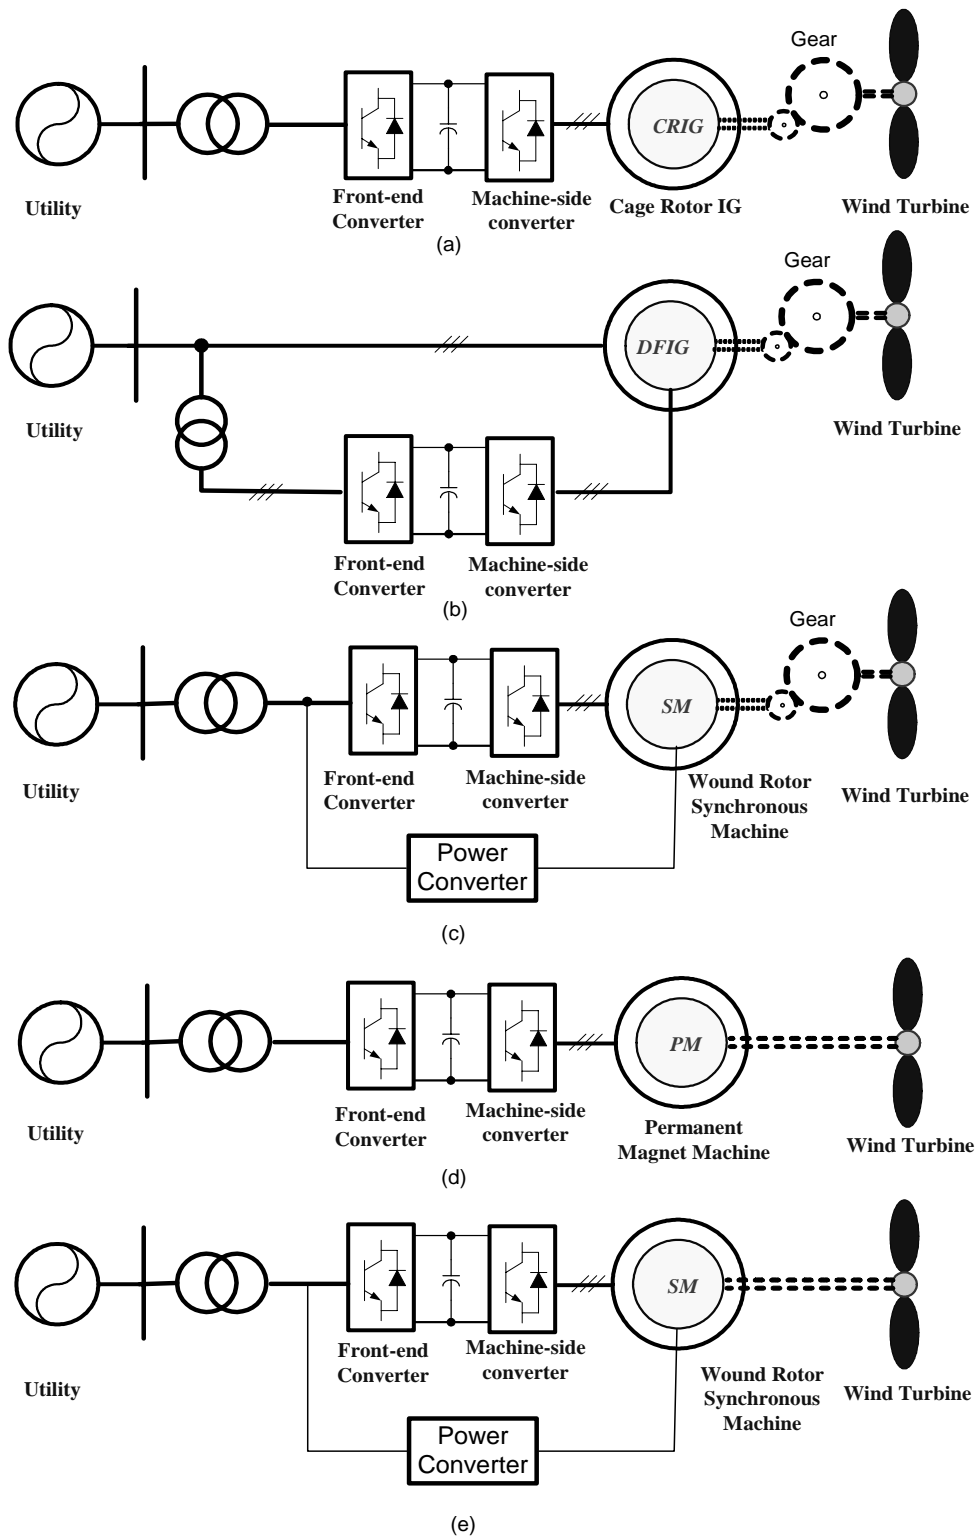 Gear
CRIG
Utility
Front-end
Converter
Machine-side
converter
Cage Rotor IG
Wind Turbine
(a)
Gear
DFIG
Utility
Wind Turbine
Front-end
Converter
Machine-side
converter
(b)
Gear
SM
Utility
Front-end
Converter
Machine-side
converter
Wound Rotor
Synchronous
Machine
Wind Turbine
Power
Converter
(c)
PM
Utility
Front-end
Converter
Machine-side
converter
Permanent
Magnet Machine
Wind Turbine
(d)
SM
Utility
Front-end
Converter
Machine-side
converter
Wound Rotor
Synchronous
Machine
Wind Turbine
Power
Converter
(e)